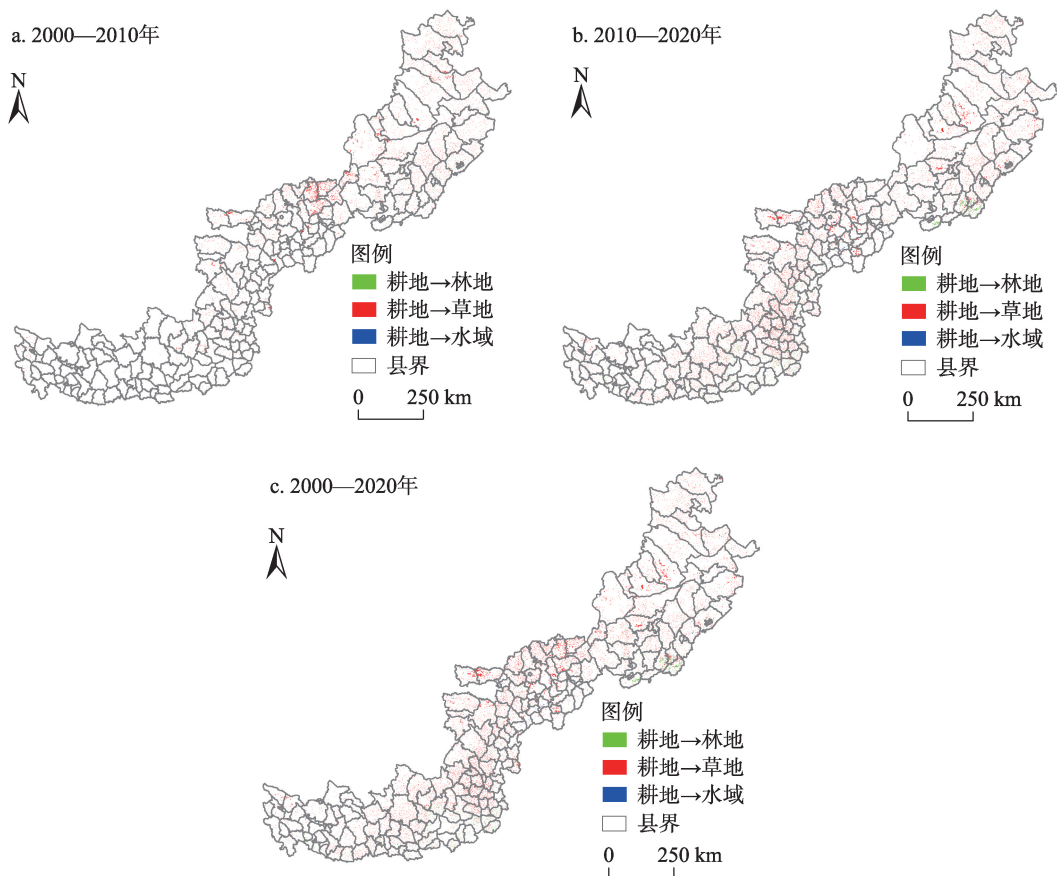 a. 2000—2010年
N
图例
耕地→林地
耕地→草地
耕地→水域
县界
0 250 km
b. 2010—2020年
N
图例
耕地→林地
耕地→草地
耕地→水域
县界
0 250 km
c. 2000—2020年
N
图例
耕地→林地
耕地→草地
耕地→水域
县界
0 250 km